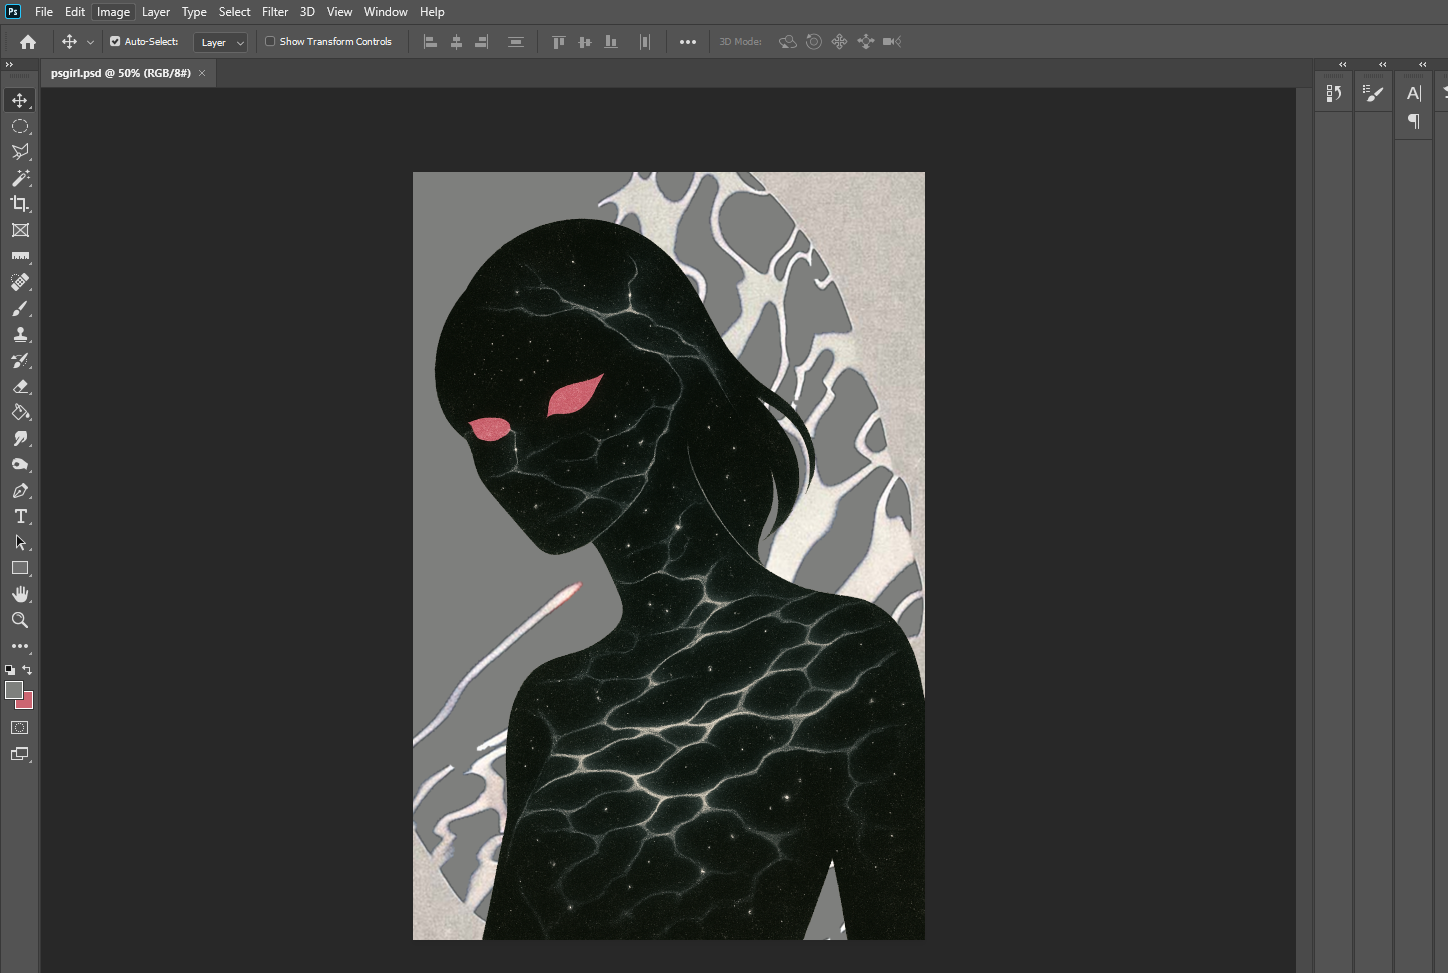 Ps File Edit Image Layer Type Select Filter 3D View Window Help
Auto-Select: Layer Show Transform Controls 3D Mode:
psgirl.psd @ 50% (RGB/8#)